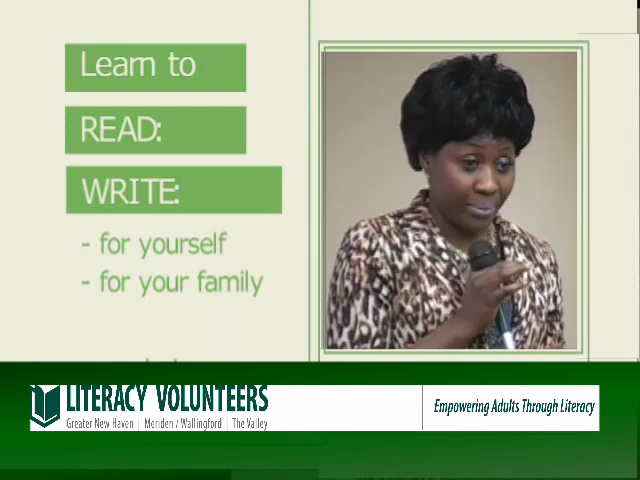 Learn to
READ:
WRITE:
- for yourself
- for your family
LITERACY VOLUNTEERS
Greater New Haven | Meriden / Wallingford | The Valley
Empowering Adults Through Literacy